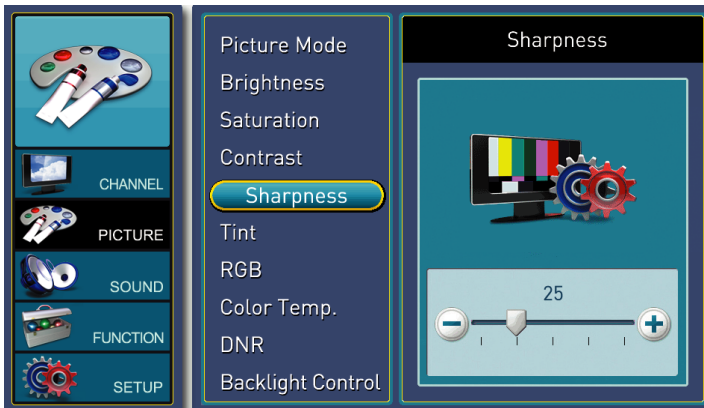 CHANNEL
PICTURE
SOUND
FUNCTION
SETUP
Picture Mode
Brightness
Saturation
Contrast
Sharpness
Tint
RGB
Color Temp.
DNR
Backlight Control
Sharpness
25